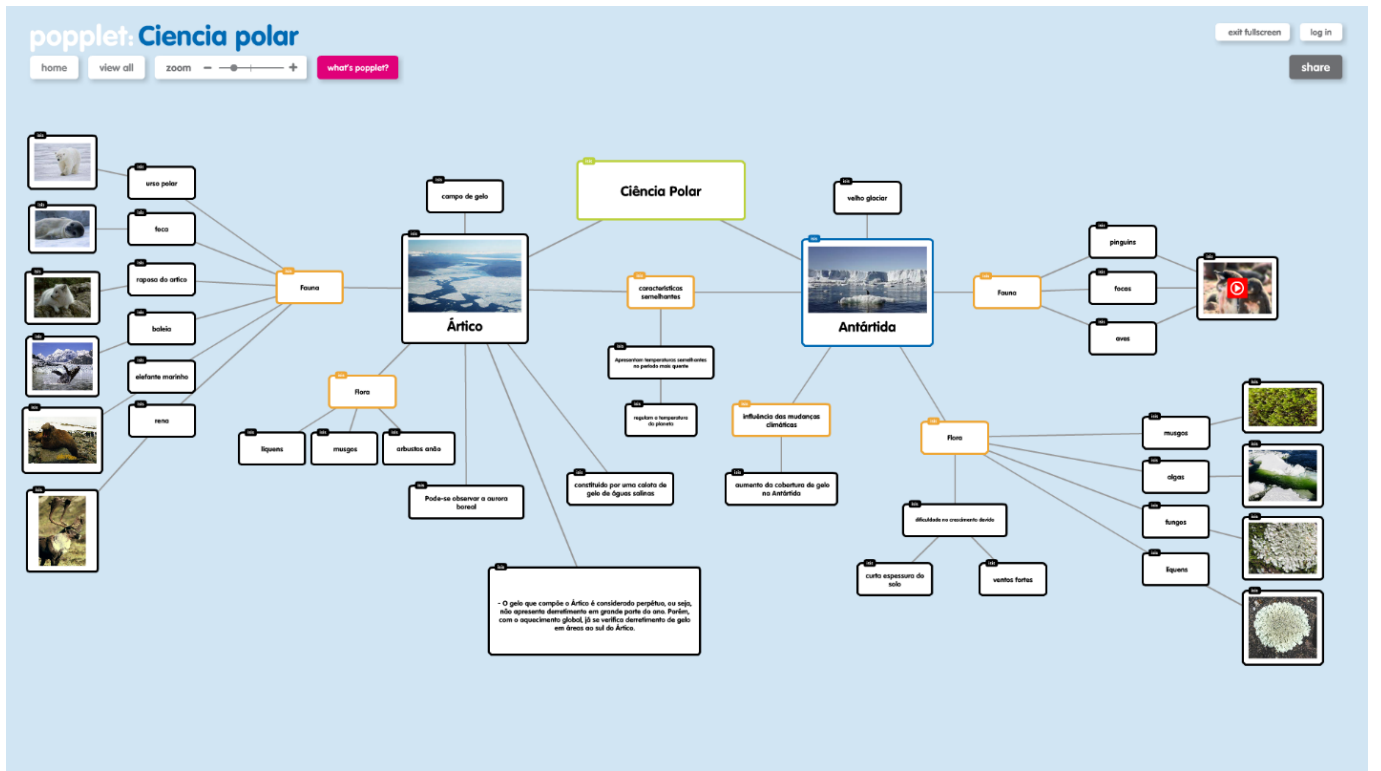 popplet: Ciencia polar
exit fullscreen
log in
home
view all
zoom
what's popplet?
share
Ciência Polar
campo de gelo
Ártico
velho glaciar
Antártida
características
semelhantes
Apresentam temperaturas semelhantes
no período mais quente
regulam a temperatura
do planeta
Fauna
urso polar
foca
raposa do artico
baleia
elefante marinho
rena
Flora
líquens
musgos
arbustos anão
Pode-se observar a aurora
boreal
constituído por uma calota de
gelo de águas salinas
- O gelo que compõe o Ártico é considerado perpétuo, ou seja,
não apresenta derretimento em grande parte do ano. Porém,
com o aquecimento global, já se verifica derretimento de gelo
em áreas ao sul do Ártico.
influência das mudanças
climáticas
aumento da cobertura de gelo
na Antártida
Fauna
pinguins
focas
aves
Flora
musgos
algas
fungos
líquens
dificuldade no crescimento devido
curta espessura do
solo
ventos fortes